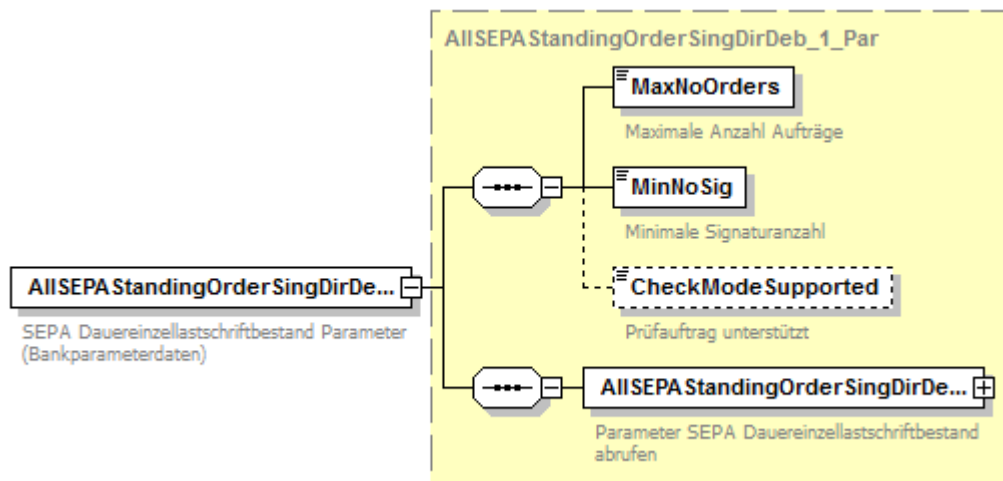 AllSEPAStandingOrderSingDirDeb_1_Par
MaxNoOrders
Maximale Anzahl Aufträge
MinNoSig
Minimale Signaturanzahl
CheckModeSupported
Prüfauftrag unterstützt
AllSEPAStandingOrderSingDirDe...
SEPA Dauereinzellastschriftbestand Parameter
(Bankparameterdaten)
AllSEPAStandingOrderSingDirDe...
Parameter SEPA Dauereinzellastschriftbestand
abrufen